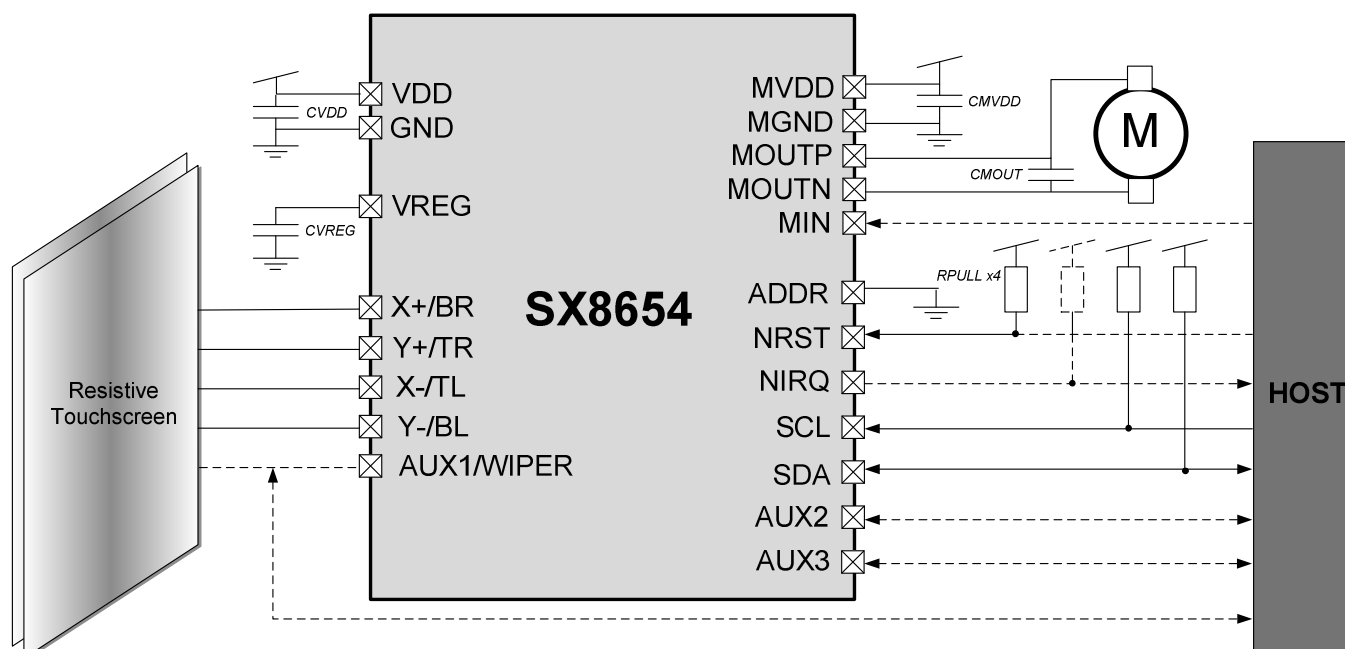 VDD
CVDD
GND
VREG
CVREG
X+/BR
Y+/TR
X-/TL
Y-/BL
AUX1/WIPER
Resistive
Touchscreen
SX8654
MVDD
CMVDD
MGND
MOUTP
MOUTN
CMOUT
M
MIN
ADDR
RPULL x4
NRST
NIRQ
SCL
SDA
AUX2
AUX3
HOST